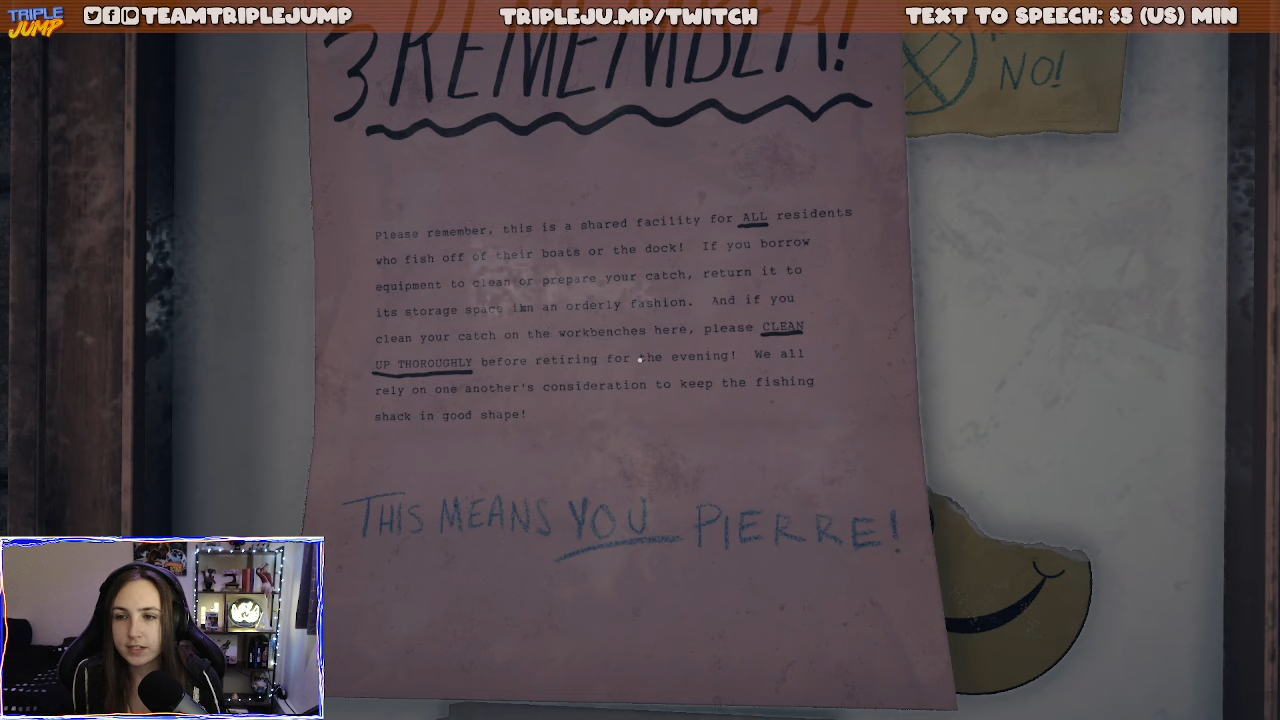 TRIPLE
JUMP
TEAMTRIPLEJUMP
TRIPLEJU.MP/TWITCH
TEXT TO SPEECH: $5 (US) MIN
REMEMBER!
NO!
Please remember, this is a shared facility for ALL residents
who fish off of their boats or the dock! If you borrow
equipment to clean or prepare your catch, return it to
its storage space in an orderly fashion. And if you
clean your catch on the workbenches here, please CLEAN
UP THOROUGHLY before retiring for the evening! We all
rely on one another's consideration to keep the fishing
shack in good shape!
THIS MEANS YOU PIERRE!